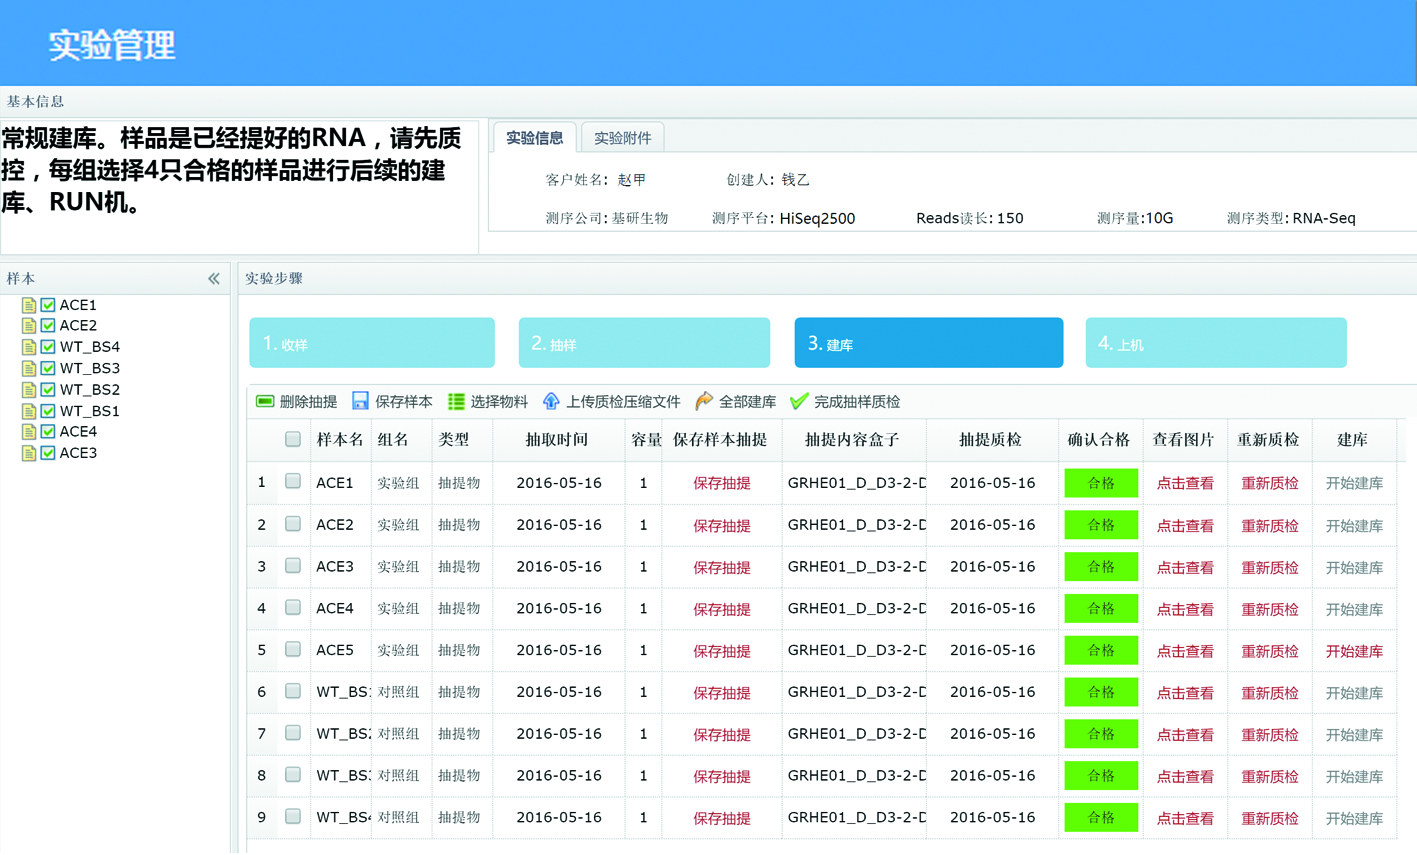 实验管理
基本信息
常规建库。样品是已经提好的RNA，请先质
控，每组选择4只合格的样品进行后续的建
库、RUN机。
实验信息 实验附件
客户姓名：赵甲 创建人：钱乙
测序公司：基研生物 测序平台：HiSeq2500 Reads读长：150 测序量:10G 测序类型：RNA-Seq
样本
ACE1
ACE2
WT_BS4
WT_BS3
WT_BS2
WT_BS1
ACE4
ACE3
实验步骤
1. 收样 2. 抽样 3. 建库 4. 上机
删除抽提 保存样本 选择物料 上传质检压缩文件 全部建库 完成抽样质检
样本名 组名 类型 抽取时间 容量 保存样本抽提 抽提内容盒子 抽提质检 确认合格 查看图片 重新质检 建库
1 ACE1 实验组 抽提物 2016-05-16 1 保存抽提 GRHE01_D_D3-2-D 2016-05-16 合格 点击查看 重新质检 开始建库
2 ACE2 实验组 抽提物 2016-05-16 1 保存抽提 GRHE01_D_D3-2-D 2016-05-16 合格 点击查看 重新质检 开始建库
3 ACE3 实验组 抽提物 2016-05-16 1 保存抽提 GRHE01_D_D3-2-D 2016-05-16 合格 点击查看 重新质检 开始建库
4 ACE4 实验组 抽提物 2016-05-16 1 保存抽提 GRHE01_D_D3-2-D 2016-05-16 合格 点击查看 重新质检 开始建库
5 ACE5 实验组 抽提物 2016-05-16 1 保存抽提 GRHE01_D_D3-2-D 2016-05-16 合格 点击查看 重新质检 开始建库
6 WT_BS1 对照组 抽提物 2016-05-16 1 保存抽提 GRHE01_D_D3-2-D 2016-05-16 合格 点击查看 重新质检 开始建库
7 WT_BS2 对照组 抽提物 2016-05-16 1 保存抽提 GRHE01_D_D3-2-D 2016-05-16 合格 点击查看 重新质检 开始建库
8 WT_BS3 对照组 抽提物 2016-05-16 1 保存抽提 GRHE01_D_D3-2-D 2016-05-16 合格 点击查看 重新质检 开始建库
9 WT_BS4 对照组 抽提物 2016-05-16 1 保存抽提 GRHE01_D_D3-2-D 2016-05-16 合格 点击查看 重新质检 开始建库